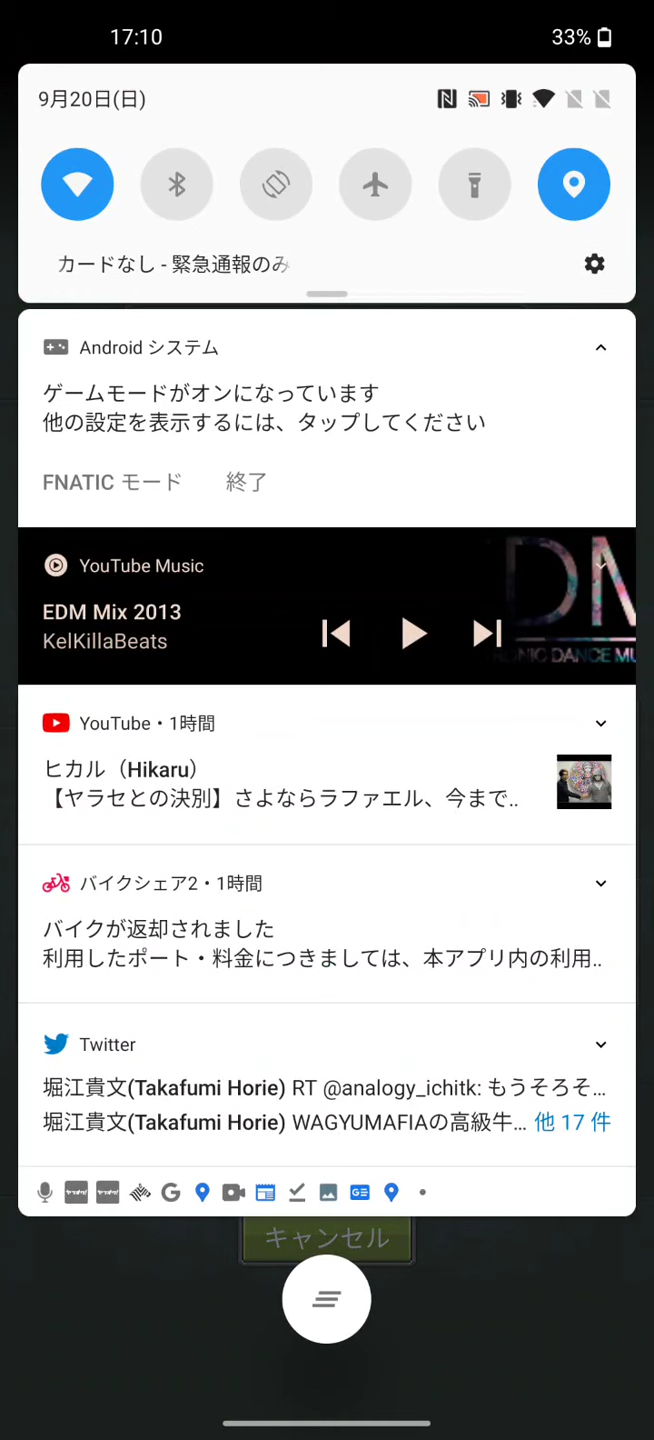 17:10
33%
9月20日(日)
カードなし - 緊急通報のみ
Android システム
ゲームモードがオンになっています
他の設定を表示するには、タップしてください
FNATIC モード 終了
YouTube Music
EDM Mix 2013
KelKillaBeats
DM
NIC DANCE MU
YouTube・1時間
ヒカル（Hikaru）
【ヤラセとの決別】さよならラファエル、今まで..
バイクシェア2・1時間
バイクが返却されました
利用したポート・料金につきましては、本アプリ内の利用..
Twitter
堀江貴文(Takafumi Horie) RT @analogy_ichitk: もうそろそ...
堀江貴文(Takafumi Horie) WAGYUMAFIAの高級牛... 他 17 件
キャンセル